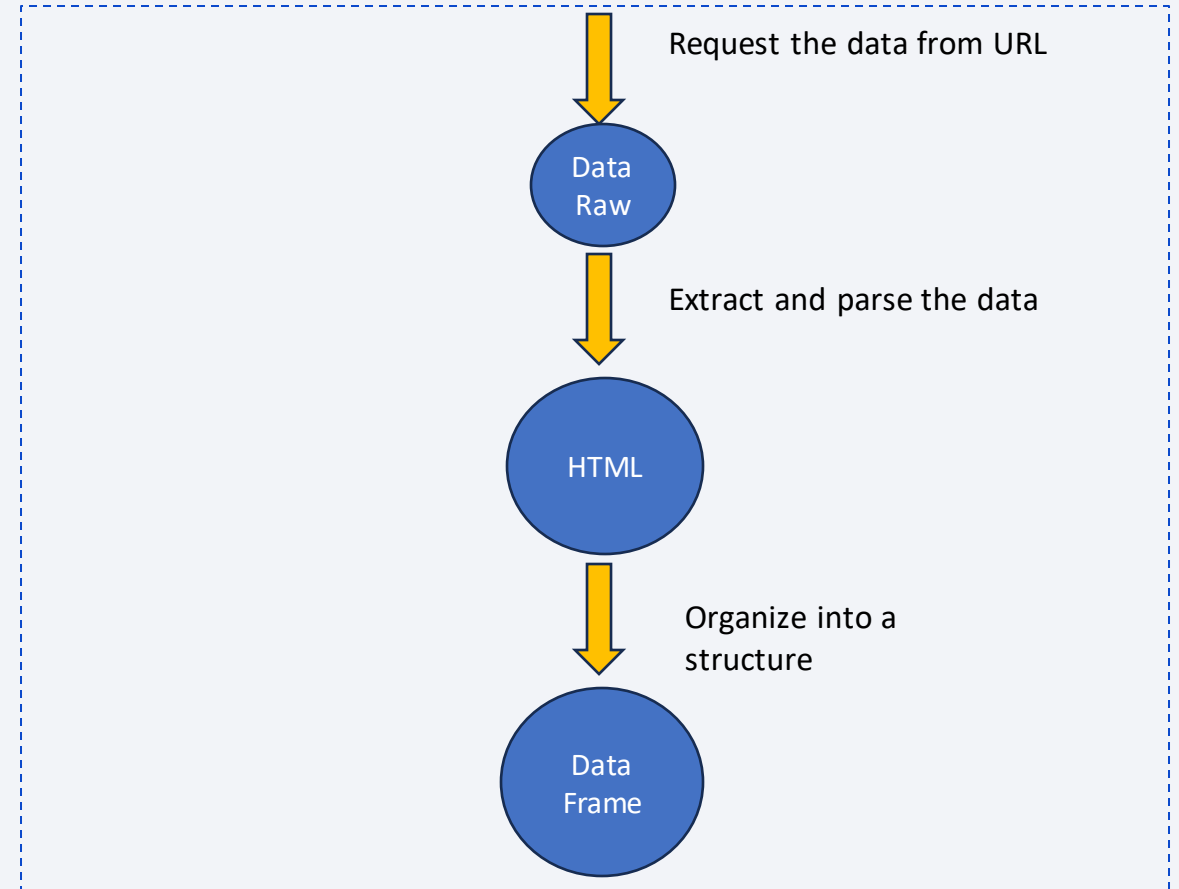 Request the data from URL
Data
Raw
Extract and parse the data
HTML
Organize into a
structure
Data
Frame